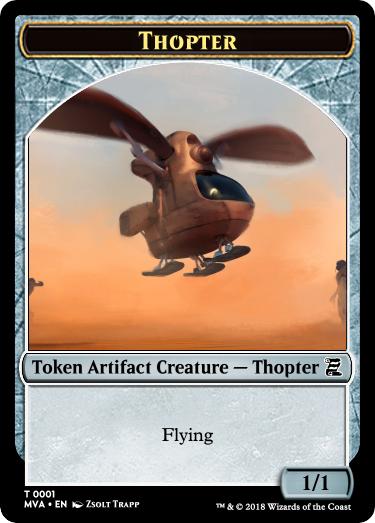 Thopter
Token Artifact Creature — Thopter
Flying
1/1
T 0001
MVA • EN Zsolt Trapp
™ & © 2018 Wizards of the Coast